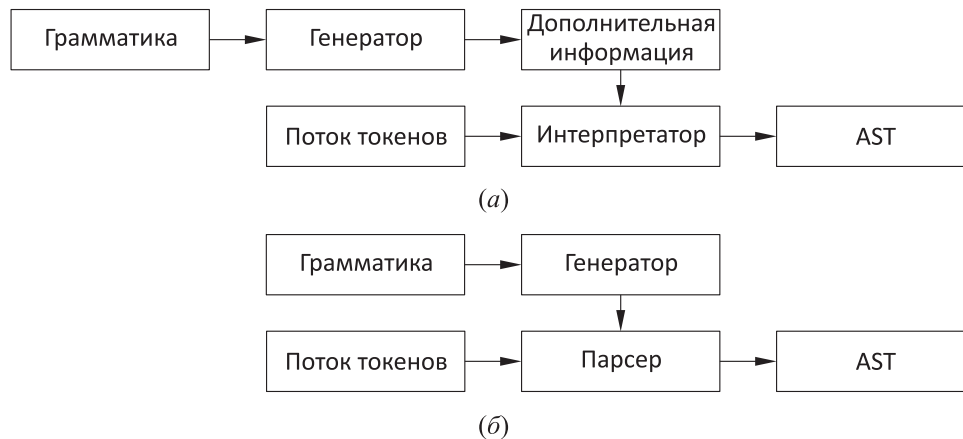 Грамматика
Генератор
Дополнительная
информация
Поток токенов
Интерпретатор
AST
(а)
Грамматика
Генератор
Поток токенов
Парсер
AST
(б)